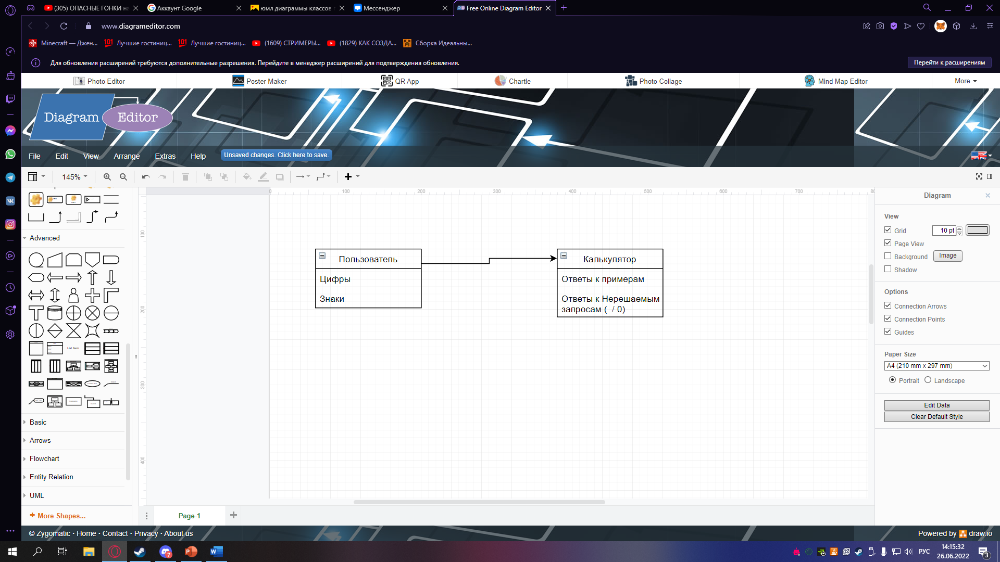 (305) ОПАСНЫЕ ГОНКИ на
Аккаунт Google
юмл диаграммы классов
Мессенджер
Free Online Diagram Editor
www.diagrameditor.com
Minecraft — Джен...
101
Лучшие гостиниц...
101
Лучшие гостиниц...
(1609) СТРИМЕРЫ...
(1829) КАК СОЗДА...
Сборка Идеальны...
Для обновления расширений требуются дополнительные разрешения. Перейдите в менеджер расширений для подтверждения обновления.
Перейти к расширениям
Photo Editor
Poster Maker
QR App
Chartle
Photo Collage
Mind Map Editor
More
Diagram Editor
File
Edit
View
Arrange
Extras
Help
Unsaved changes. Click here to save.
145%
0 100 200 300 400 500 600 700
100
200
300
400
Advanced
List Item
Basic
Arrows
Flowchart
Entity Relation
UML
+ More Shapes...
Пользователь
Цифры
Знаки
Калькулятор
Ответы к примерам
Ответы к Нерешаемым
запросам ( / 0)
Diagram
View
Grid
10 pt
Page View
Background
Image
Shadow
Options
Connection Arrows
Connection Points
Guides
Paper Size
A4 (210 mm x 297 mm)
Portrait
Landscape
Edit Data
Clear Default Style
Page-1
© Zygomatic · Home · Contact · Privacy · About us
Powered by draw.io
7
РУС
14:15:32
26.06.2022
3